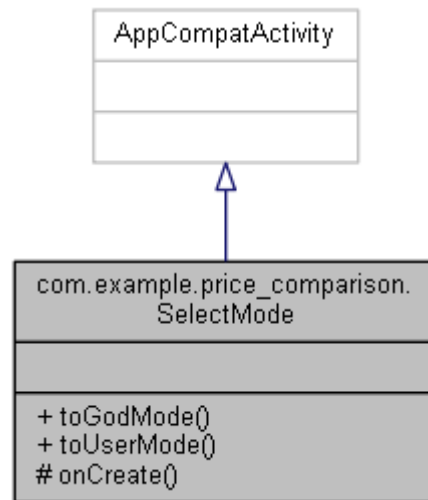 AppCompatActivity
com.example.price_comparison.
SelectMode
+ toGodMode()
+ toUserMode()
# onCreate()